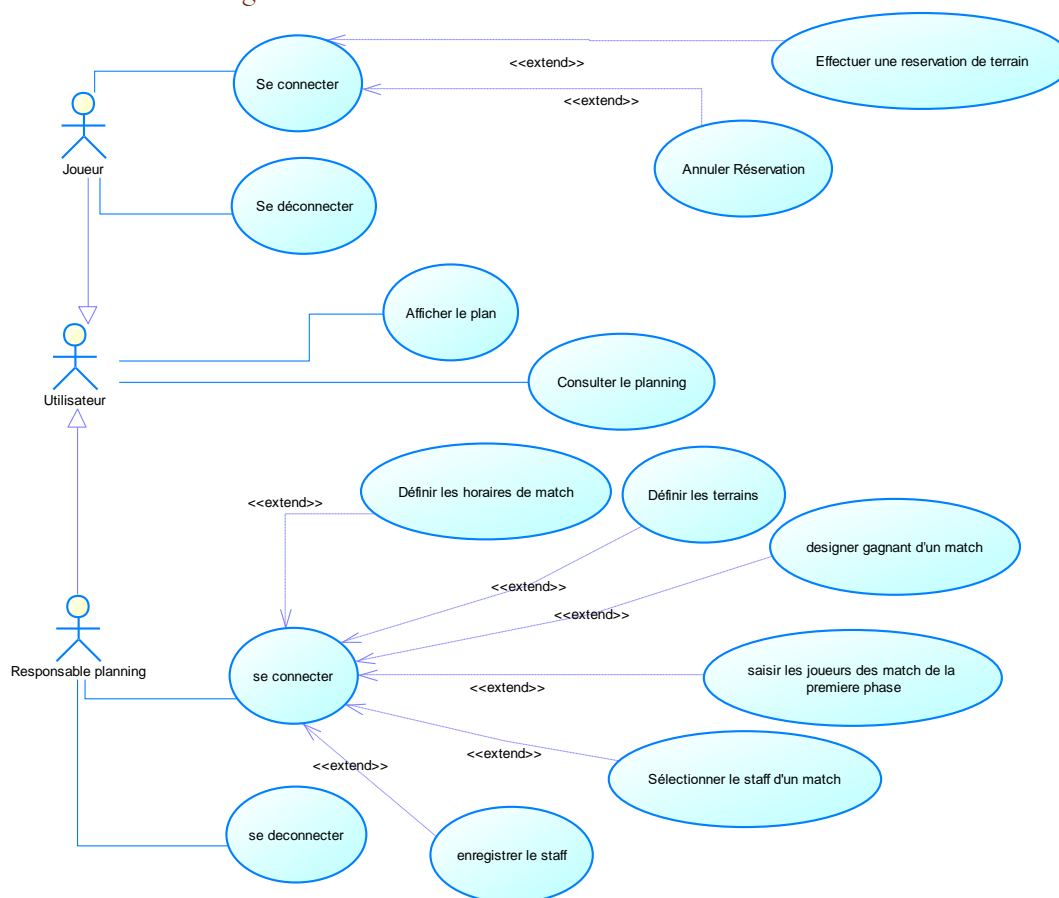 Se connecter
<<extend>>
Effectuer une reservation de terrain
<<extend>>
Annuler Réservation
Joueur
Se déconnecter
Afficher le plan
Utilisateur
Consulter le planning
Définir les horaires de match
<<extend>>
Définir les terrains
designer gagnant d'un match
<<extend>>
<<extend>>
Responsable planning
se connecter
saisir les joueurs des match de la
premiere phase
<<extend>>
<<extend>>
Sélectionner le staff d'un match
<<extend>>
se deconnecter
enregistrer le staff